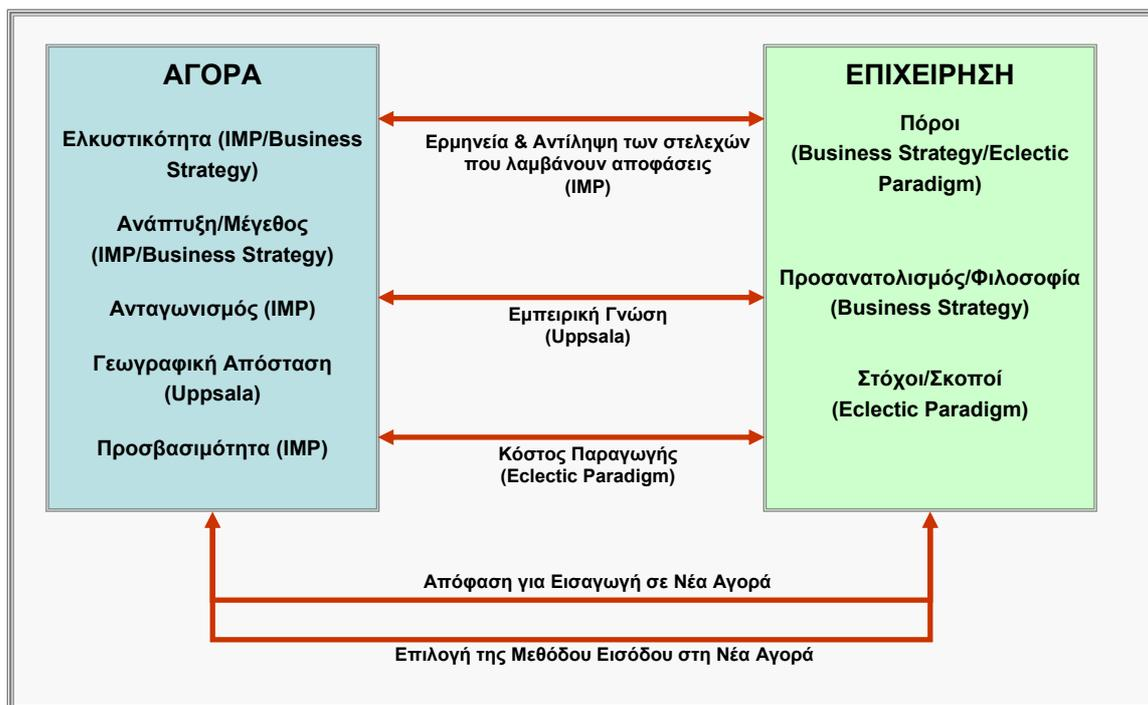 ΑΓΟΡΑ
Ελκυστικότητα (IMP/Business
Strategy)
Ανάπτυξη/Μέγεθος
(IMP/Business Strategy)
Ανταγωνισμός (IMP)
Γεωγραφική Απόσταση
(Uppsala)
Προσβασιμότητα (IMP)
Ερμηνεία & Αντίληψη των στελεχών
που λαμβάνουν αποφάσεις
(IMP)
Εμπειρική Γνώση
(Uppsala)
Κόστος Παραγωγής
(Eclectic Paradigm)
ΕΠΙΧΕΙΡΗΣΗ
Πόροι
(Business Strategy/Eclectic
Paradigm)
Προσανατολισμός/Φιλοσοφία
(Business Strategy)
Στόχοι/Σκοποί
(Eclectic Paradigm)
Απόφαση για Εισαγωγή σε Νέα Αγορά
Επιλογή της Μεθόδου Εισόδου στη Νέα Αγορά